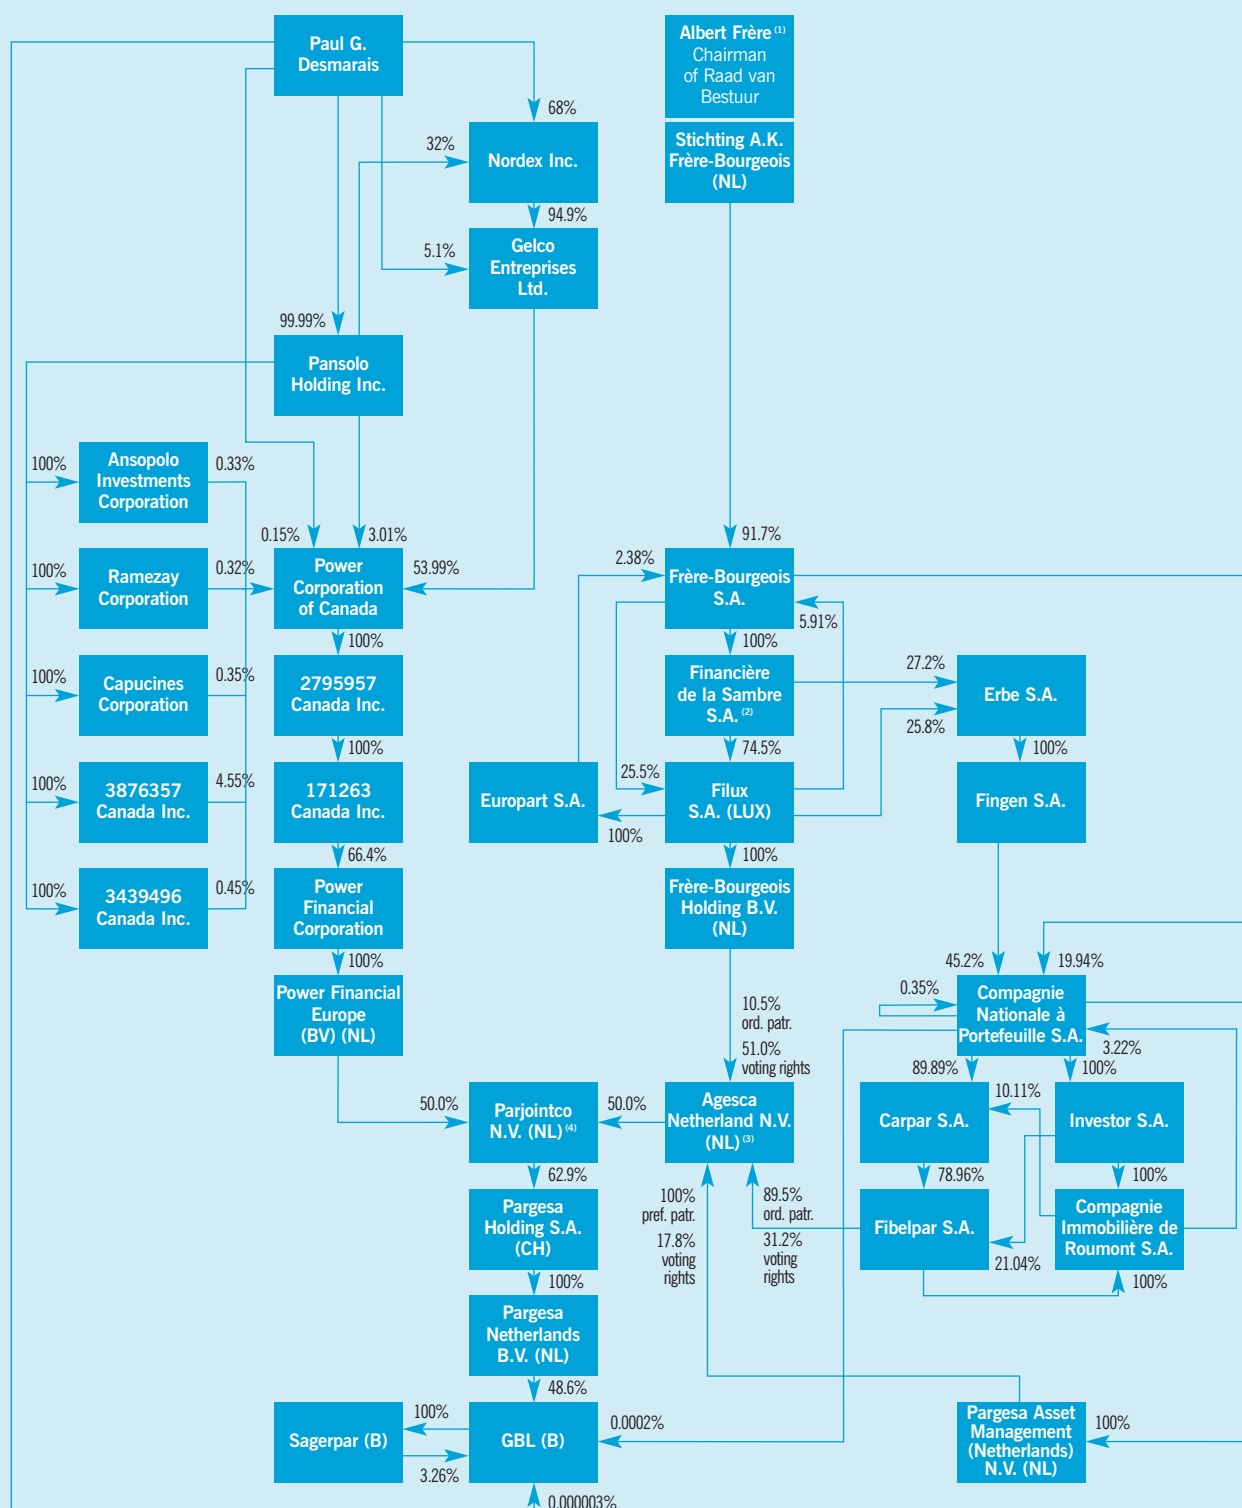 Paul G.
Desmarais
Albert Frère (1)
Chairman
of Raad van
Bestuur
68%
Stichting A.K.
Frère-Bourgeois
(NL)
32%
Nordex Inc.
94.9%
5.1%
Gelco
Entreprises
Ltd.
99.99%
Pansolo
Holding Inc.
100%
Ansopolo
Investments
Corporation
0.33%
0.15%
3.01%
91.7%
100%
Ramezay
Corporation
0.32%
Power
Corporation
of Canada
53.99%
2.38%
Frère-Bourgeois
S.A.
5.91%
100%
100%
100%
Capucines
Corporation
0.35%
2795957
Canada Inc.
Financière
de la Sambre
S.A. (2)
27.2%
25.8%
Erbe S.A.
100%
74.5%
100%
100%
3876357
Canada Inc.
4.55%
171263
Canada Inc.
Europart S.A.
25.5%
100%
Filux
S.A. (LUX)
Fingen S.A.
66.4%
100%
100%
3439496
Canada Inc.
0.45%
Power
Financial
Corporation
Frère-Bourgeois
Holding B.V.
(NL)
100%
45.2%
19.94%
Power Financial
Europe
(BV) (NL)
10.5%
ord. patr.
51.0%
voting rights
0.35%
Compagnie
Nationale à
Portefeuille S.A.
3.22%
89.89%
100%
50.0%
Parjointco
N.V. (NL) (4)
50.0%
Agesca
Netherland N.V.
(NL) (3)
Carpar S.A.
10.11%
Investor S.A.
62.9%
78.96%
100%
Pargesa
Holding S.A.
(CH)
100%
pref. patr.
17.8%
voting
rights
89.5%
ord. patr.
31.2%
voting
rights
Fibelpar S.A.
21.04%
Compagnie
Immobilière de
Roumont S.A.
100%
100%
Pargesa
Netherlands
B.V. (NL)
48.6%
Sagerpar (B)
100%
3.26%
GBL (B)
0.0002%
Pargesa Asset
Management
(Netherlands)
N.V. (NL)
100%
0.000003%